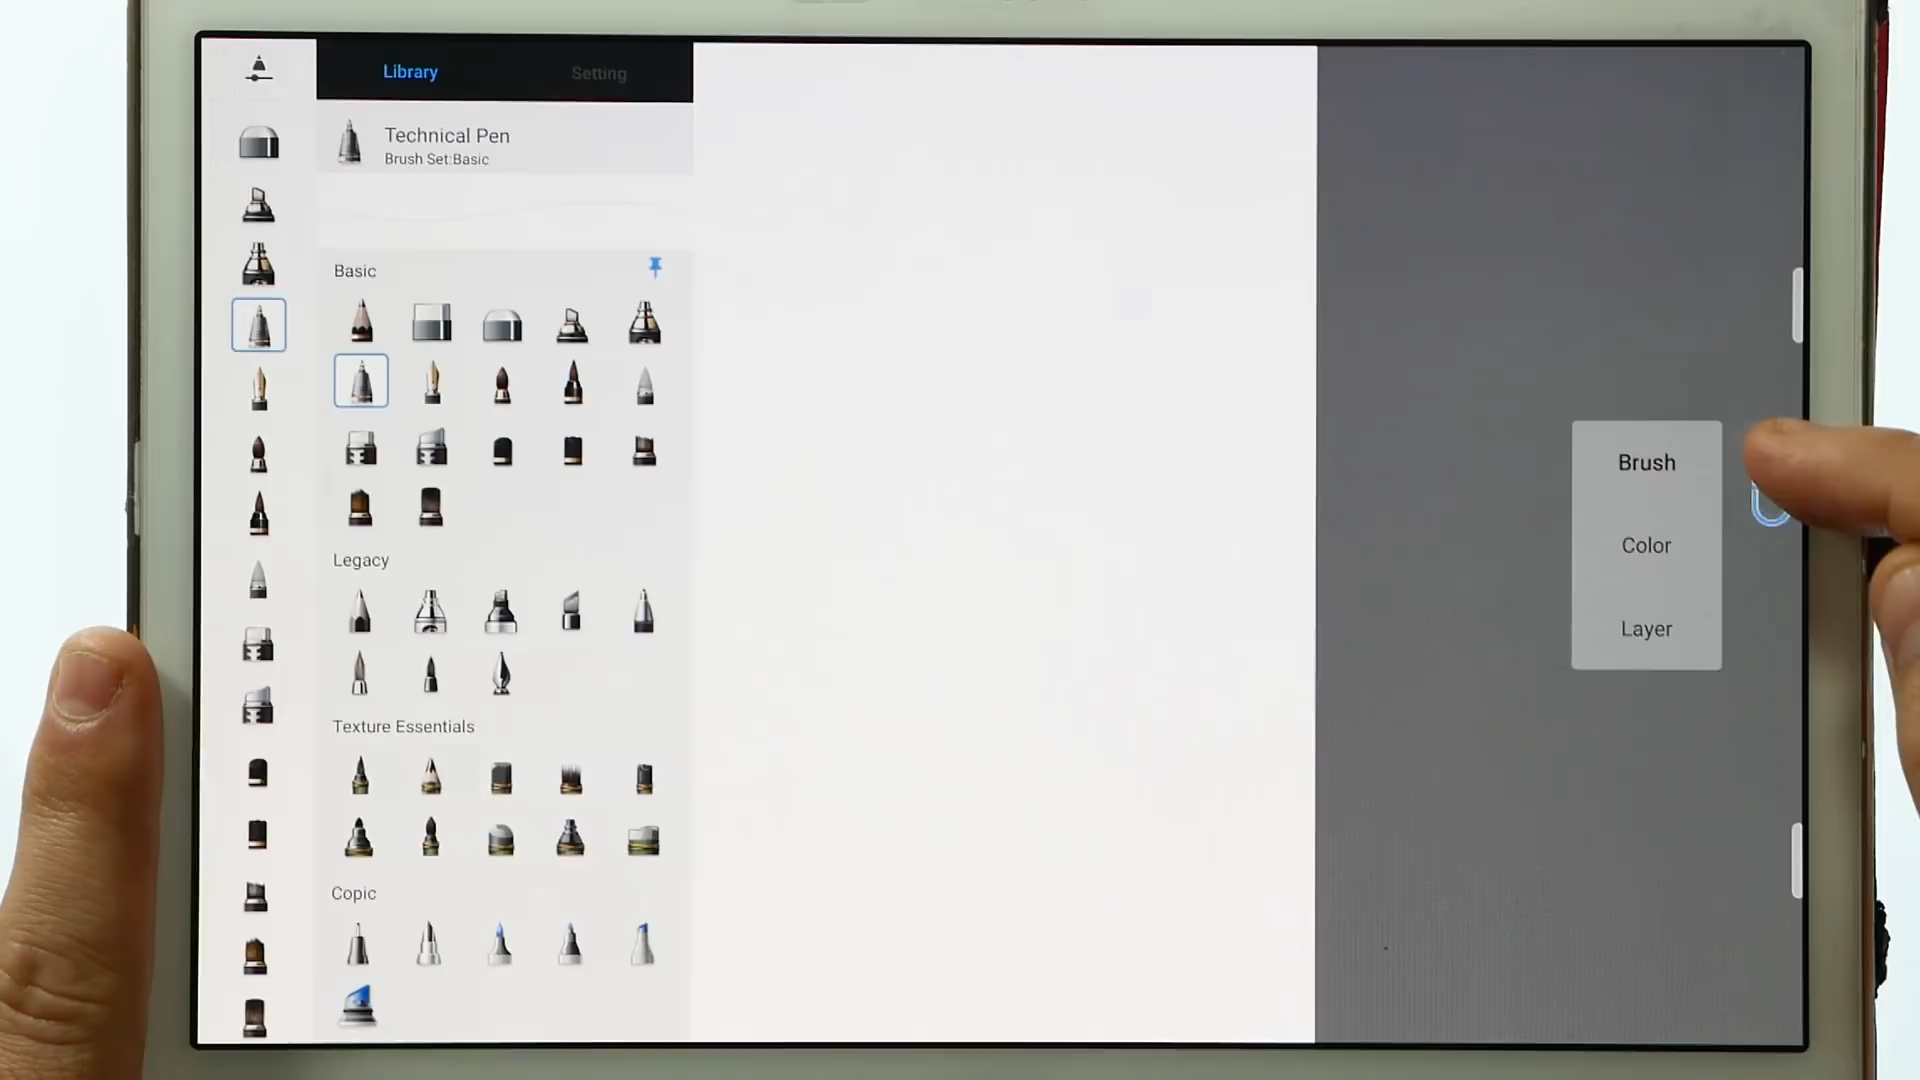 Library
Setting
Technical Pen
Brush Set:Basic
Basic
Legacy
Texture Essentials
Copic
Brush
Color
Layer